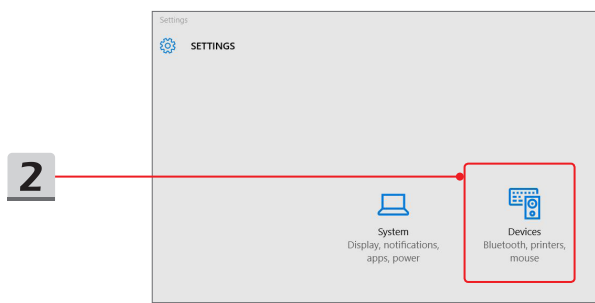 Settings
SETTINGS
2
System
Display, notifications,
apps, power
Devices
Bluetooth, printers,
mouse